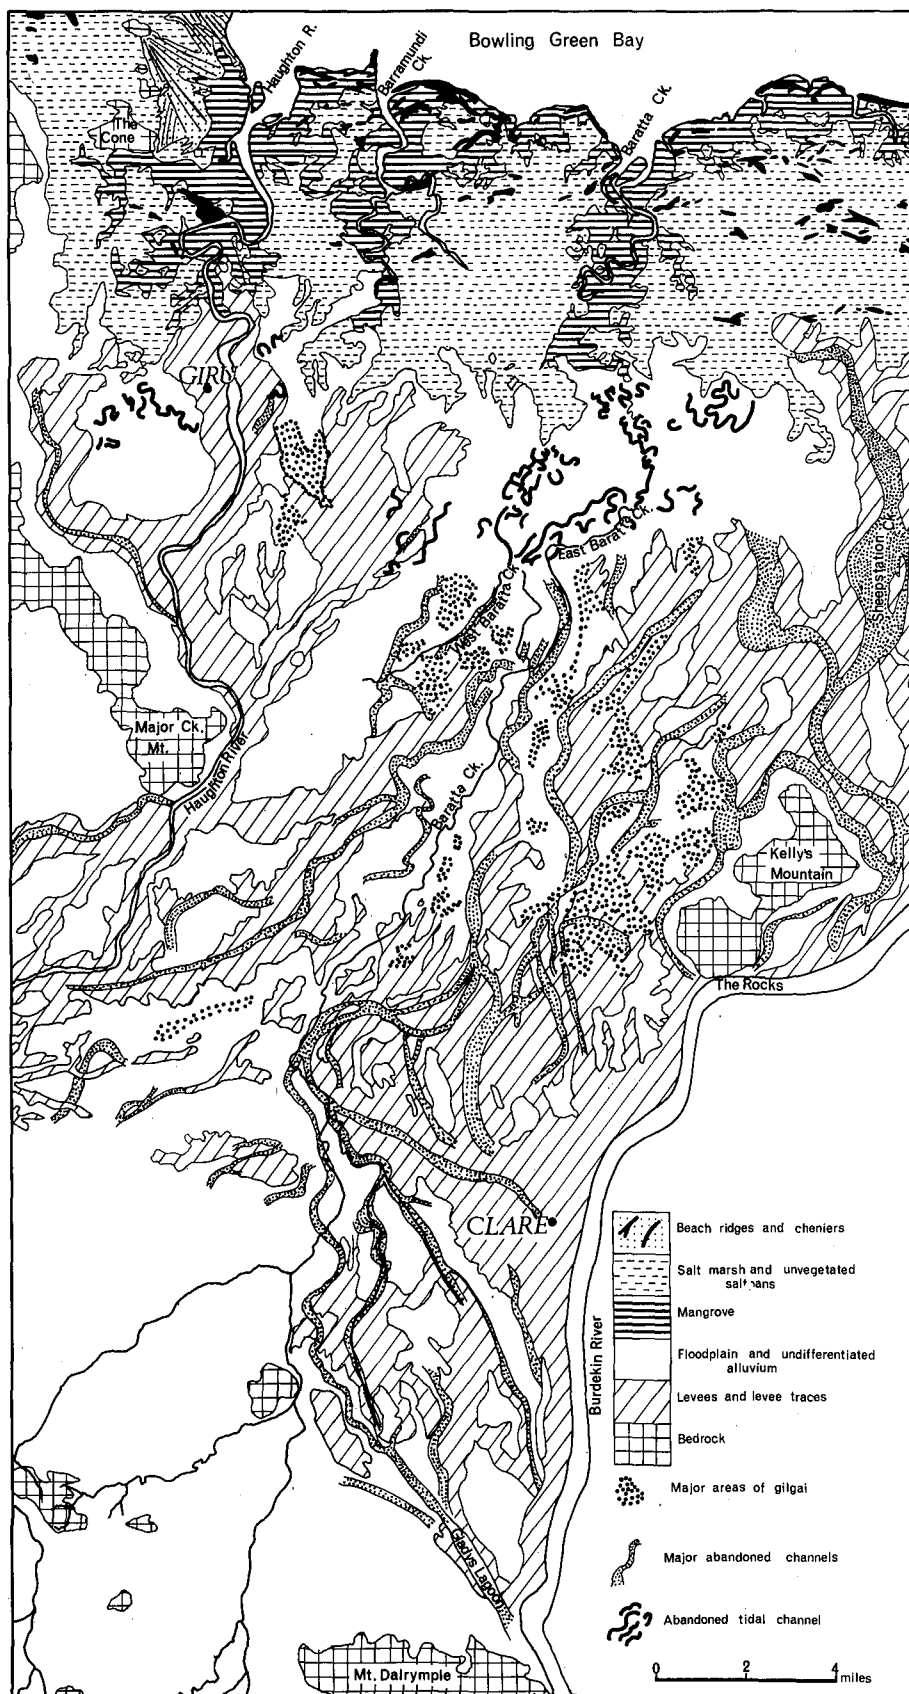 Bowling Green Bay
Haughton R.
Barramundi
Ck
Baratta Ck.
The
Cone
GIRU
Sheepstation Ck.
East Baratta Ck.
West Baratta Ck
Major Ck.
Mt.
Haughton River
Baratta Ck.
Kelly's
Mountain
The Rocks
CLARE
Burdekin River
Gladys Lagoon
Mt. Dalrymple
Beach ridges and cheniers
Salt marsh and unvegetated
saltpans
Mangrove
Floodplain and undifferentiated
alluvium
Levees and levee traces
Bedrock
Major areas of gilgai
Major abandoned channels
Abandoned tidal channel
0 2 4
miles